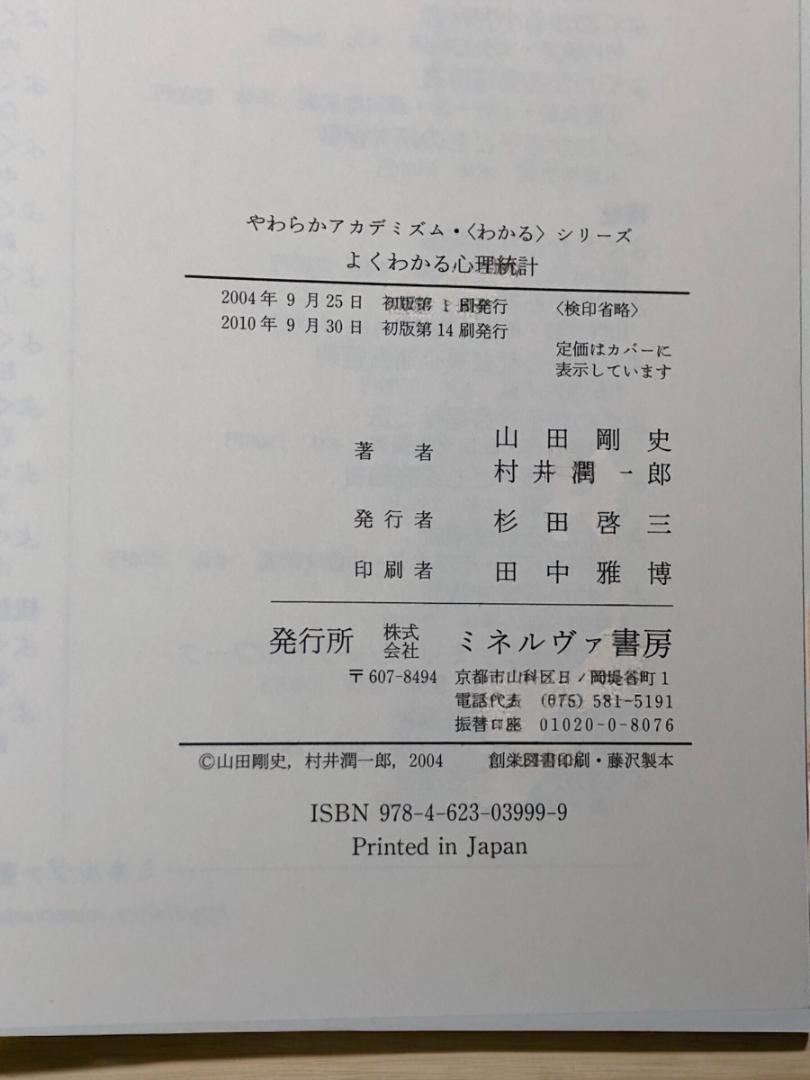 やわらかアカデミズム・〈わかる〉シリーズ
よくわかる心理統計
2004年 9 月 25 日　初版第 1 刷発行　〈検印省略〉
2010年 9 月 30 日　初版第 14 刷発行
定価はカバーに
表示しています
著　者　山　田　剛　史
村　井　潤　一　郎
発行者　杉　田　啓　三
印刷者　田　中　雅　博
発行所　株式会社　ミネルヴァ書房
〒607-8494　京都市山科区日ノ岡堤谷町 1
電話代表　(075) 581-5191
振替口座　01020-0-8076
©山田剛史, 村井潤一郎, 2004　創栄図書印刷・藤沢製本
ISBN 978-4-623-03999-9
Printed in Japan